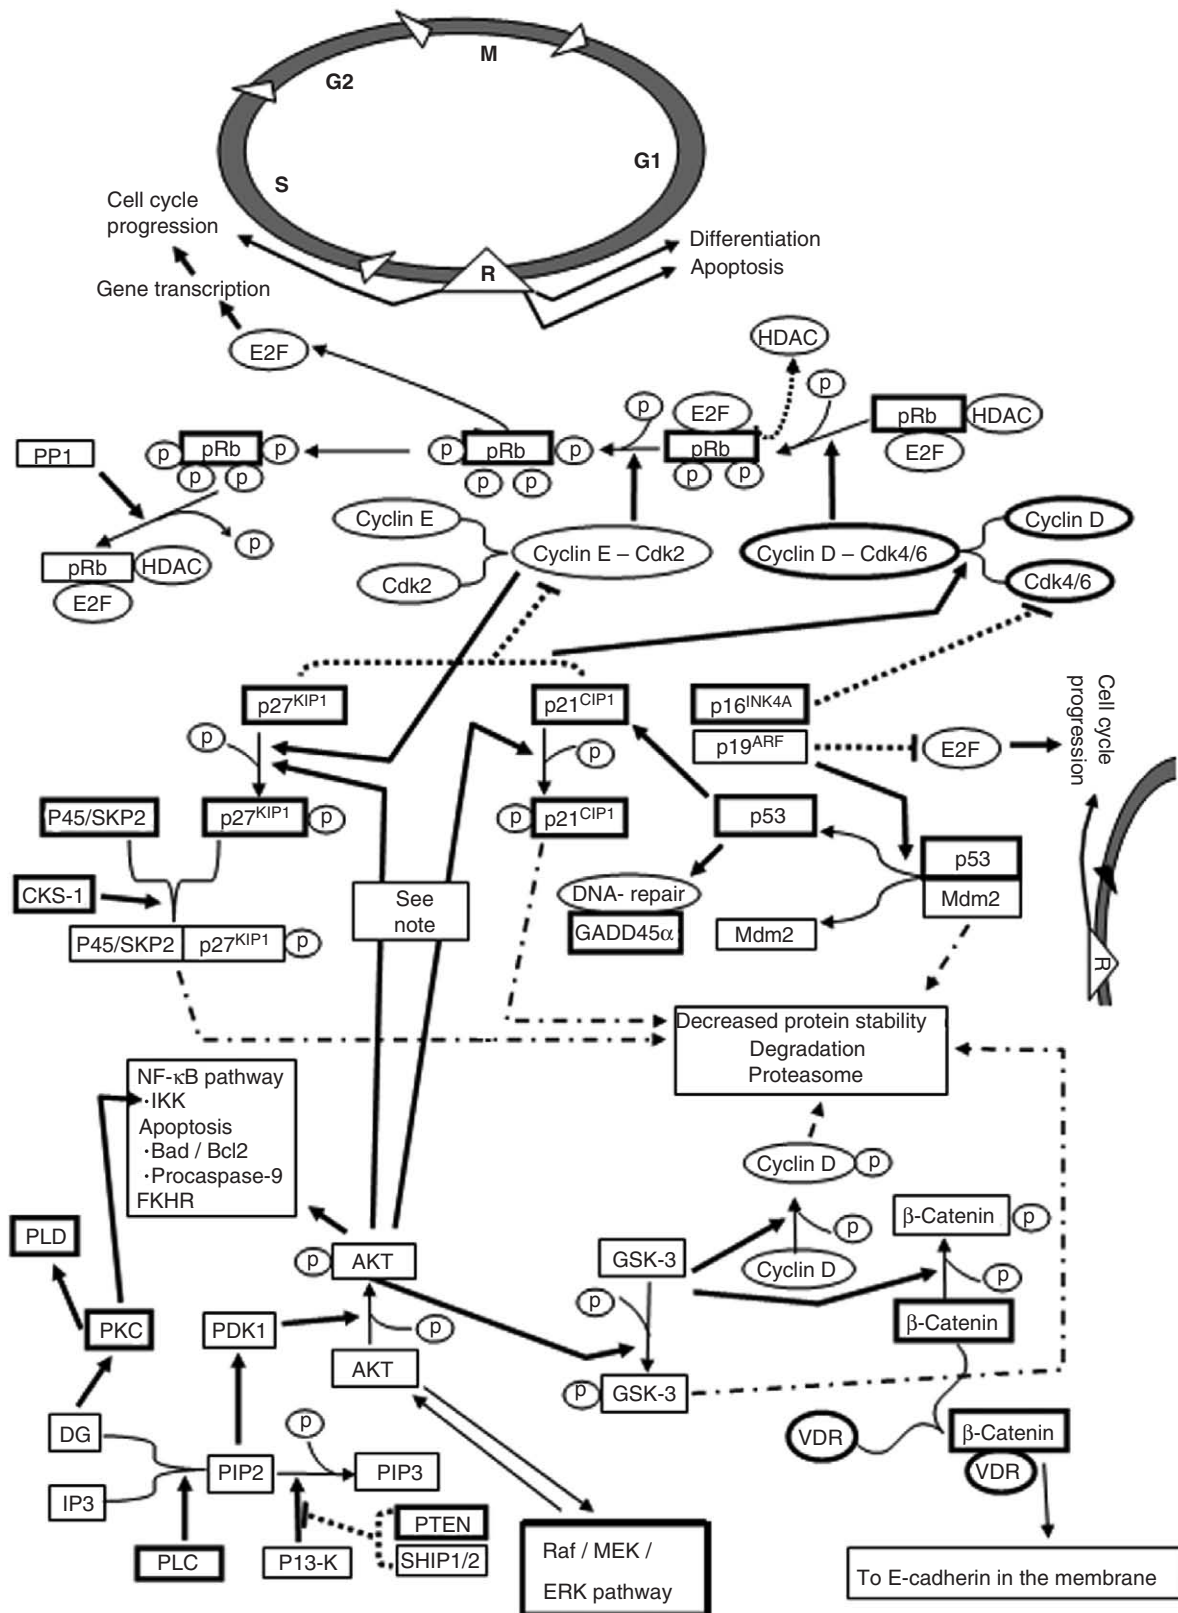 M
G2
G1
S
R
Cell cycle
progression
Gene transcription
Differentiation
Apoptosis
E2F
HDAC
p
p
E2F
pRb
pRb
HDAC
E2F
p
p
p
pRb
p
p
p
p
pRb
p
p
p
PP1
p
pRb
HDAC
E2F
Cyclin E
Cdk2
Cyclin E – Cdk2
Cyclin D – Cdk4/6
Cyclin D
Cdk4/6
p27KIP1
p21CIP1
p16INK4A
p19ARF
E2F
Cell cycle
progression
p
p
P45/SKP2
p27KIP1
p
p
p21CIP1
p53
p53
Mdm2
CKS-1
See
note
DNA- repair
GADD45α
Mdm2
P45/SKP2
p27KIP1
p
R
Decreased protein stability
Degradation
Proteasome
NF-κB pathway
·IKK
Apoptosis
·Bad / Bcl2
·Procaspase-9
FKHR
Cyclin D
p
p
β-Catenin
p
PLD
p
AKT
GSK-3
Cyclin D
p
p
PKC
PDK1
p
β-Catenin
AKT
p
GSK-3
DG
p
VDR
β-Catenin
VDR
PIP2
PIP3
IP3
PTEN
PLC
P13-K
SHIP1/2
Raf / MEK /
ERK pathway
To E-cadherin in the membrane